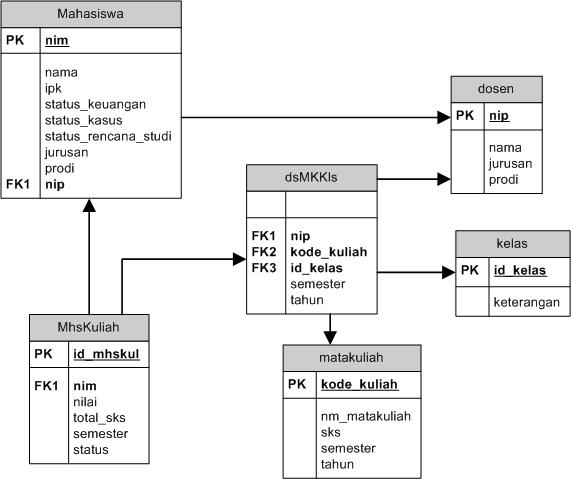 Mahasiswa
PK nim
nama
ipk
status_keuangan
status_kasus
status_rencana_studi
jurusan
prodi
FK1 nip
dosen
PK nip
nama
jurusan
prodi
dsMKKls
FK1 nip
FK2 kode_kuliah
FK3 id_kelas
semester
tahun
kelas
PK id_kelas
keterangan
MhsKuliah
PK id_mhskul
FK1 nim
nilai
total_sks
semester
status
matakuliah
PK kode_kuliah
nm_matakuliah
sks
semester
tahun